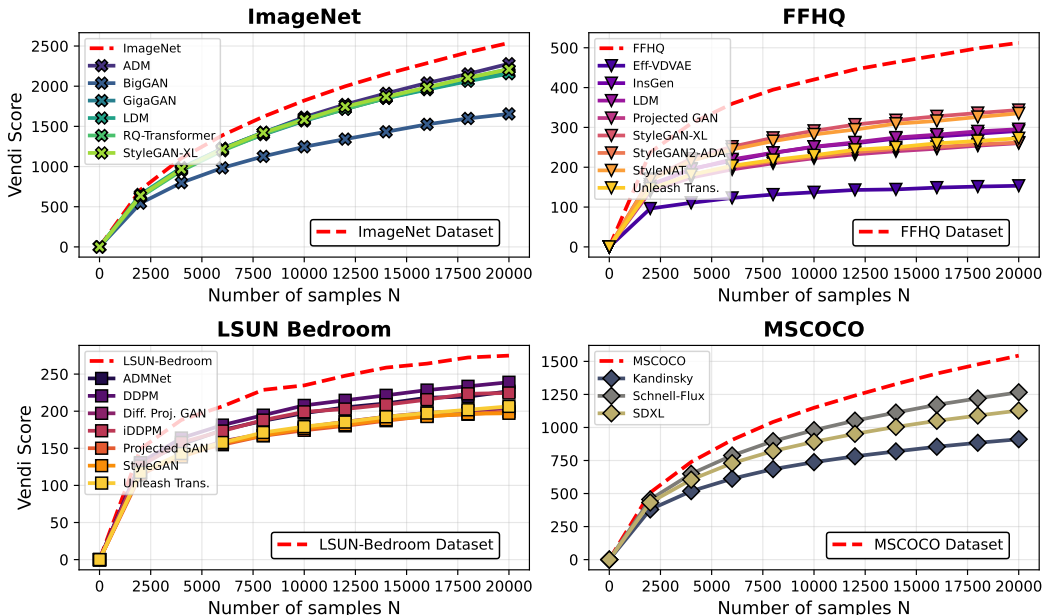 ImageNet
Vendi Score
2500
2000
1500
1000
500
0
ImageNet
ADM
BigGAN
GigaGAN
LDM
RQ-Transformer
StyleGAN-XL
ImageNet Dataset
0 2500 5000 7500 10000 12500 15000 17500 20000
Number of samples N
FFHQ
500
400
300
200
100
0
FFHQ
Eff-VDVAE
InsGen
LDM
Projected GAN
StyleGAN-XL
StyleGAN2-ADA
StyleNAT
Unleash Trans.
FFHQ Dataset
0 2500 5000 7500 10000 12500 15000 17500 20000
Number of samples N
LSUN Bedroom
Vendi Score
250
200
150
100
50
0
LSUN-Bedroom
ADMNet
DDPM
Diff. Proj. GAN
iDDPM
Projected GAN
StyleGAN
Unleash Trans.
LSUN-Bedroom Dataset
0 2500 5000 7500 10000 12500 15000 17500 20000
Number of samples N
MSCOCO
1500
1250
1000
750
500
250
0
MSCOCO
Kandinsky
Schnell-Flux
SDXL
MSCOCO Dataset
0 2500 5000 7500 10000 12500 15000 17500 20000
Number of samples N